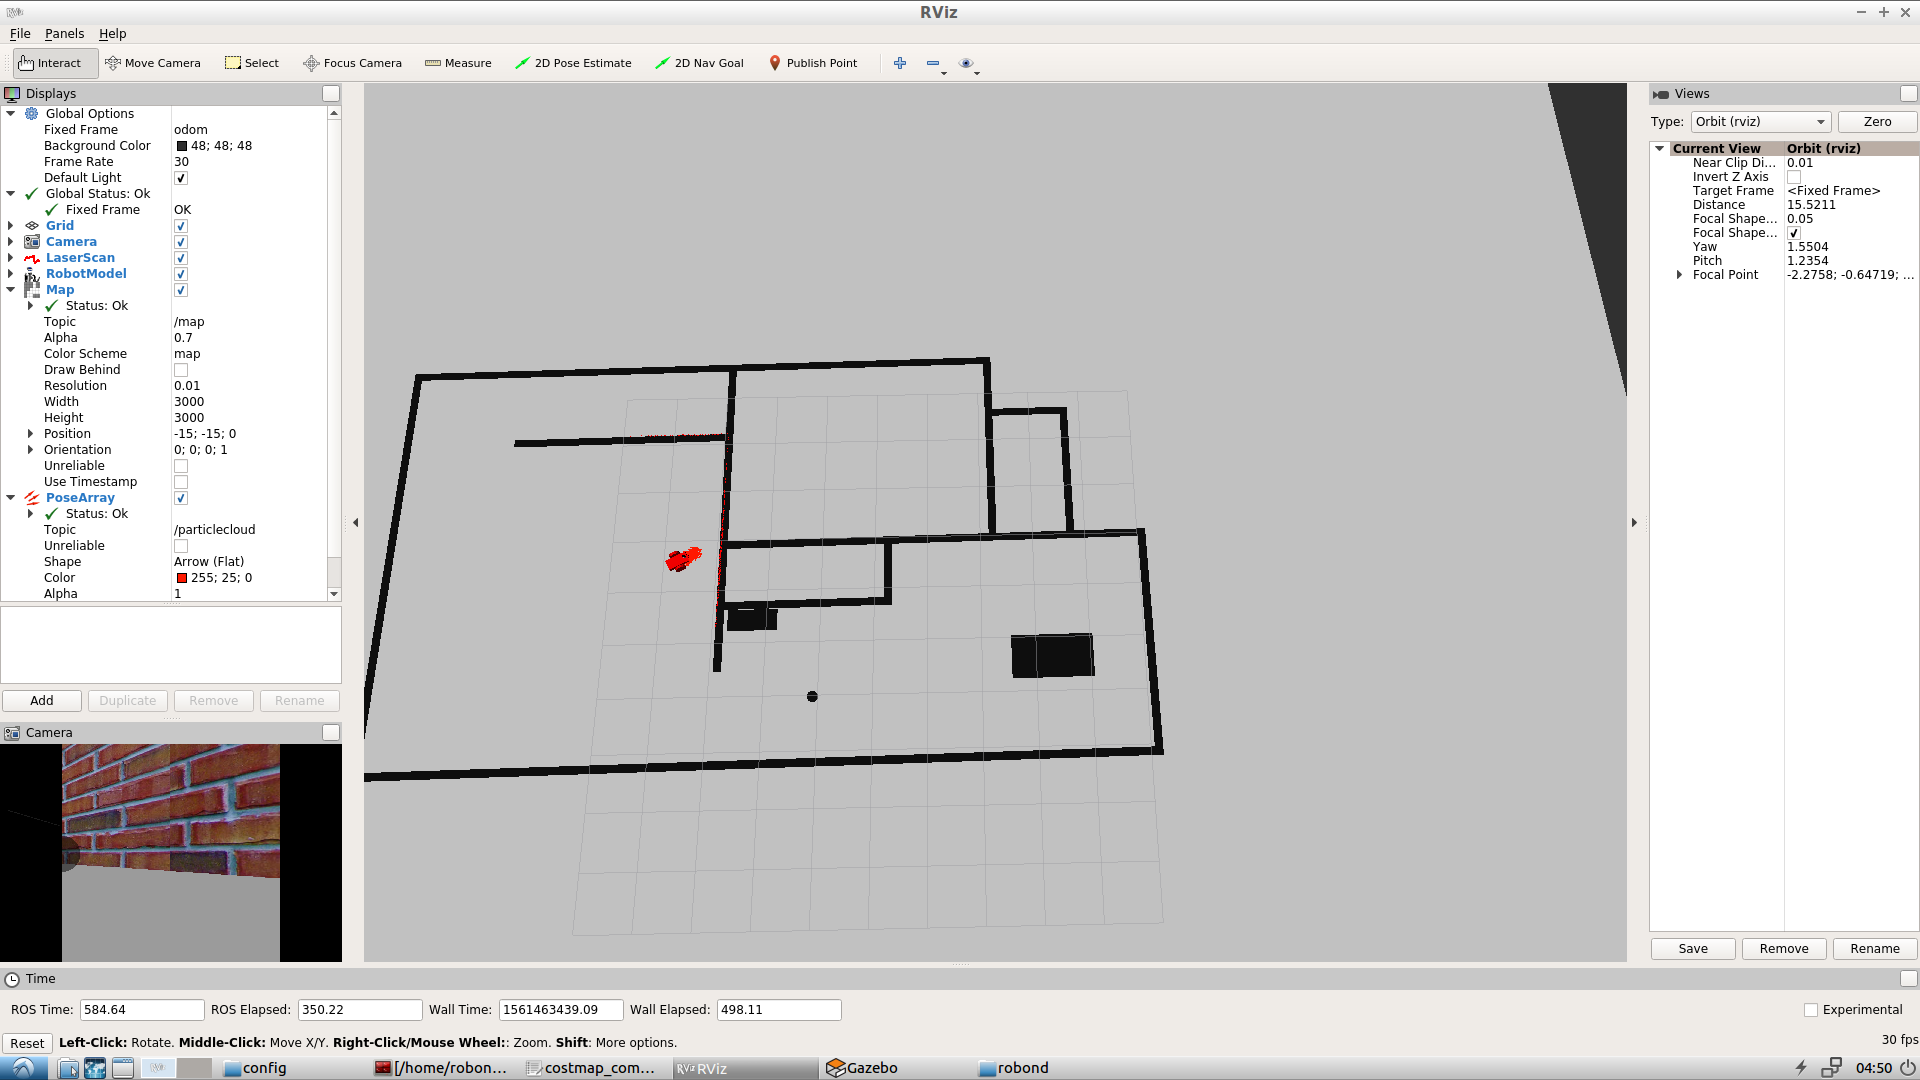 RViz
File Panels Help
Interact Move Camera Select Focus Camera Measure 2D Pose Estimate 2D Nav Goal Publish Point
Displays
Global Options
Fixed Frame odom
Background Color 48; 48; 48
Frame Rate 30
Default Light
Global Status: Ok
Fixed Frame OK
Grid
Camera
LaserScan
RobotModel
Map
Status: Ok
Topic /map
Alpha 0.7
Color Scheme map
Draw Behind
Resolution 0.01
Width 3000
Height 3000
Position -15; -15; 0
Orientation 0; 0; 0; 1
Unreliable
Use Timestamp
PoseArray
Status: Ok
Topic /particlecloud
Unreliable
Shape Arrow (Flat)
Color 255; 25; 0
Alpha 1
Add Duplicate Remove Rename
Camera
Views
Type: Orbit (rviz) Zero
Current View Orbit (rviz)
Near Clip Di... 0.01
Invert Z Axis
Target Frame <Fixed Frame>
Distance 15.5211
Focal Shape... 0.05
Focal Shape...
Yaw 1.5504
Pitch 1.2354
Focal Point -2.2758; -0.64719; ...
Save Remove Rename
Time
ROS Time: 584.64 ROS Elapsed: 350.22 Wall Time: 1561463439.09 Wall Elapsed: 498.11 Experimental
Reset Left-Click: Rotate. Middle-Click: Move X/Y. Right-Click/Mouse Wheel:: Zoom. Shift: More options. 30 fps
config [/home/robon... costmap_com... RViz RViz Gazebo robond 04:50